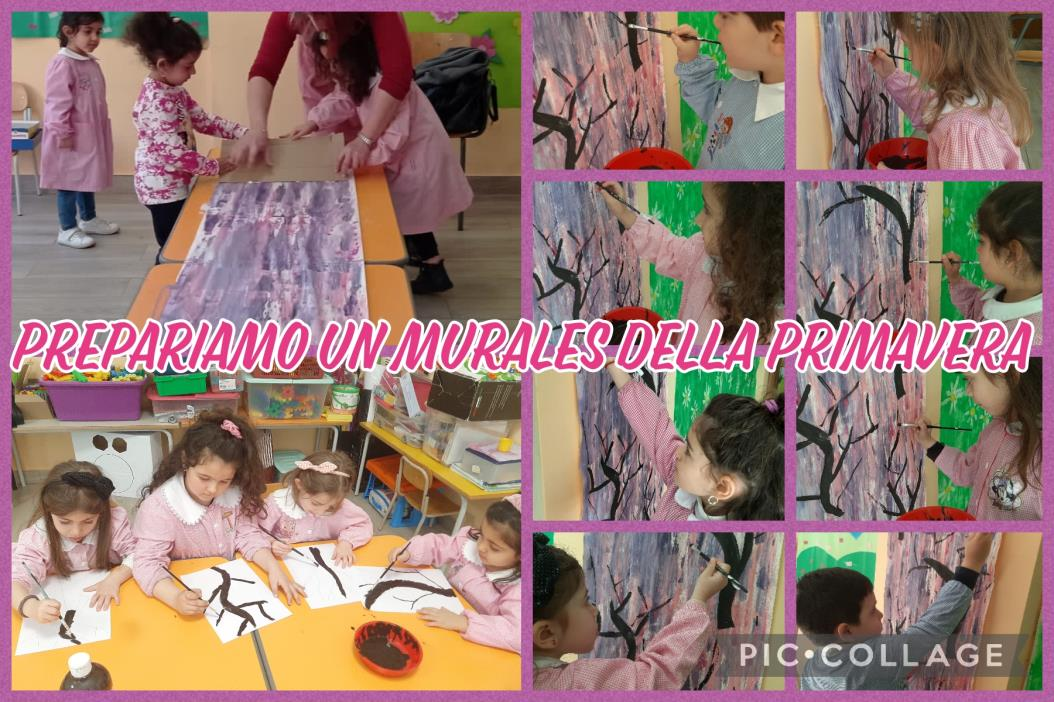 PREPARIAMO UN MURALES DELLA PRIMAVERA
PIC•COLLAGE